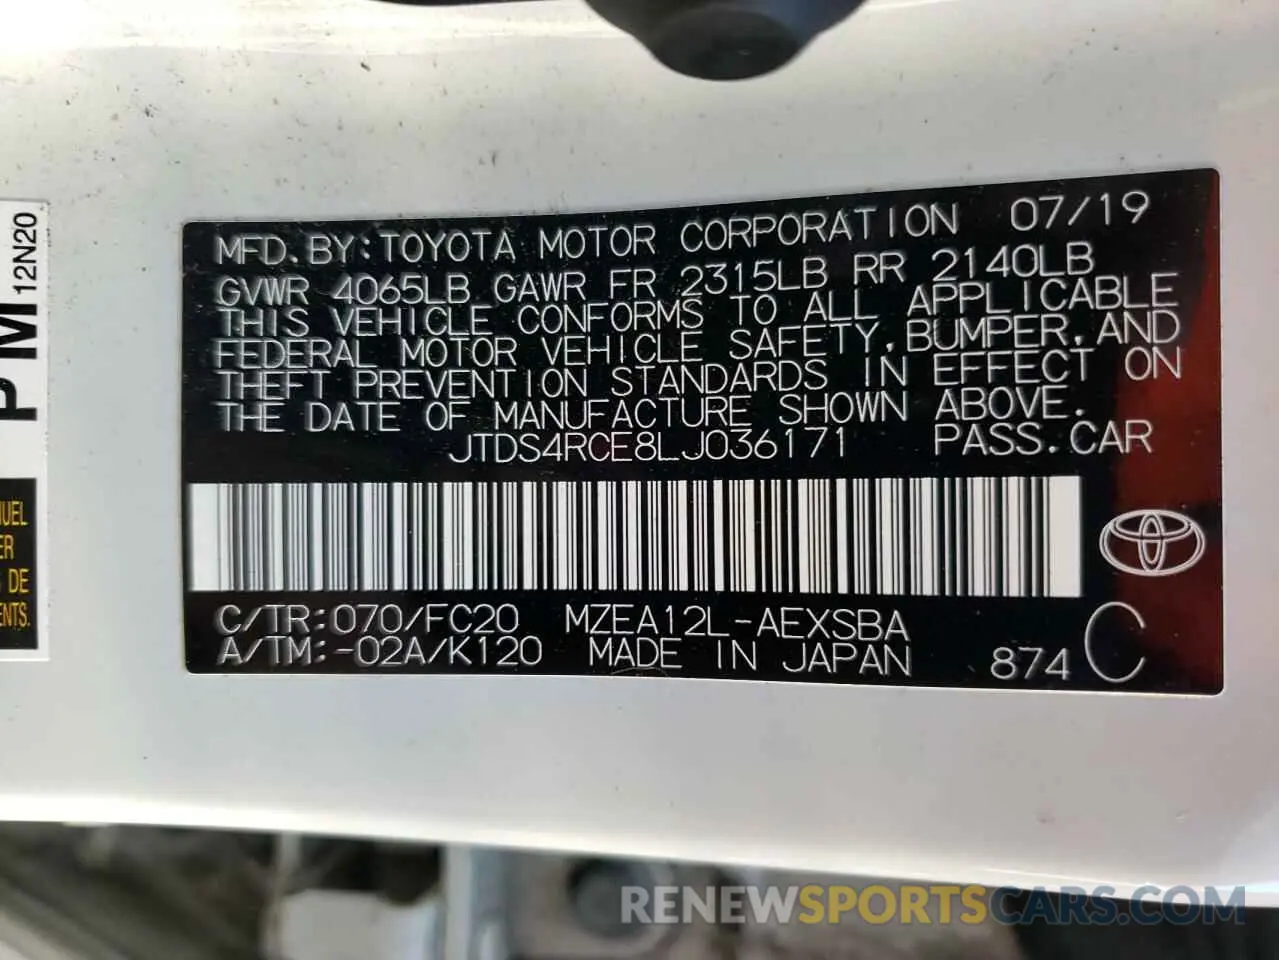 MFD.BY:TOYOTA MOTOR CORPORATION 07/19
GVWR 4065LB GAWR FR 2315LB RR 2140LB
THIS VEHICLE CONFORMS TO ALL APPLICABLE
FEDERAL MOTOR VEHICLE SAFETY,BUMPER,AND
THEFT PREVENTION STANDARDS IN EFFECT ON
THE DATE OF MANUFACTURE SHOWN ABOVE.
JTDS4RCE8LJ036171 PASS.CAR
C/TR:070/FC20 MZEA12L-AEXSBA
A/TM:-02A/K120 MADE IN JAPAN 874 C
PM
12N20
DE
RENEWSPORTSCARS.COM